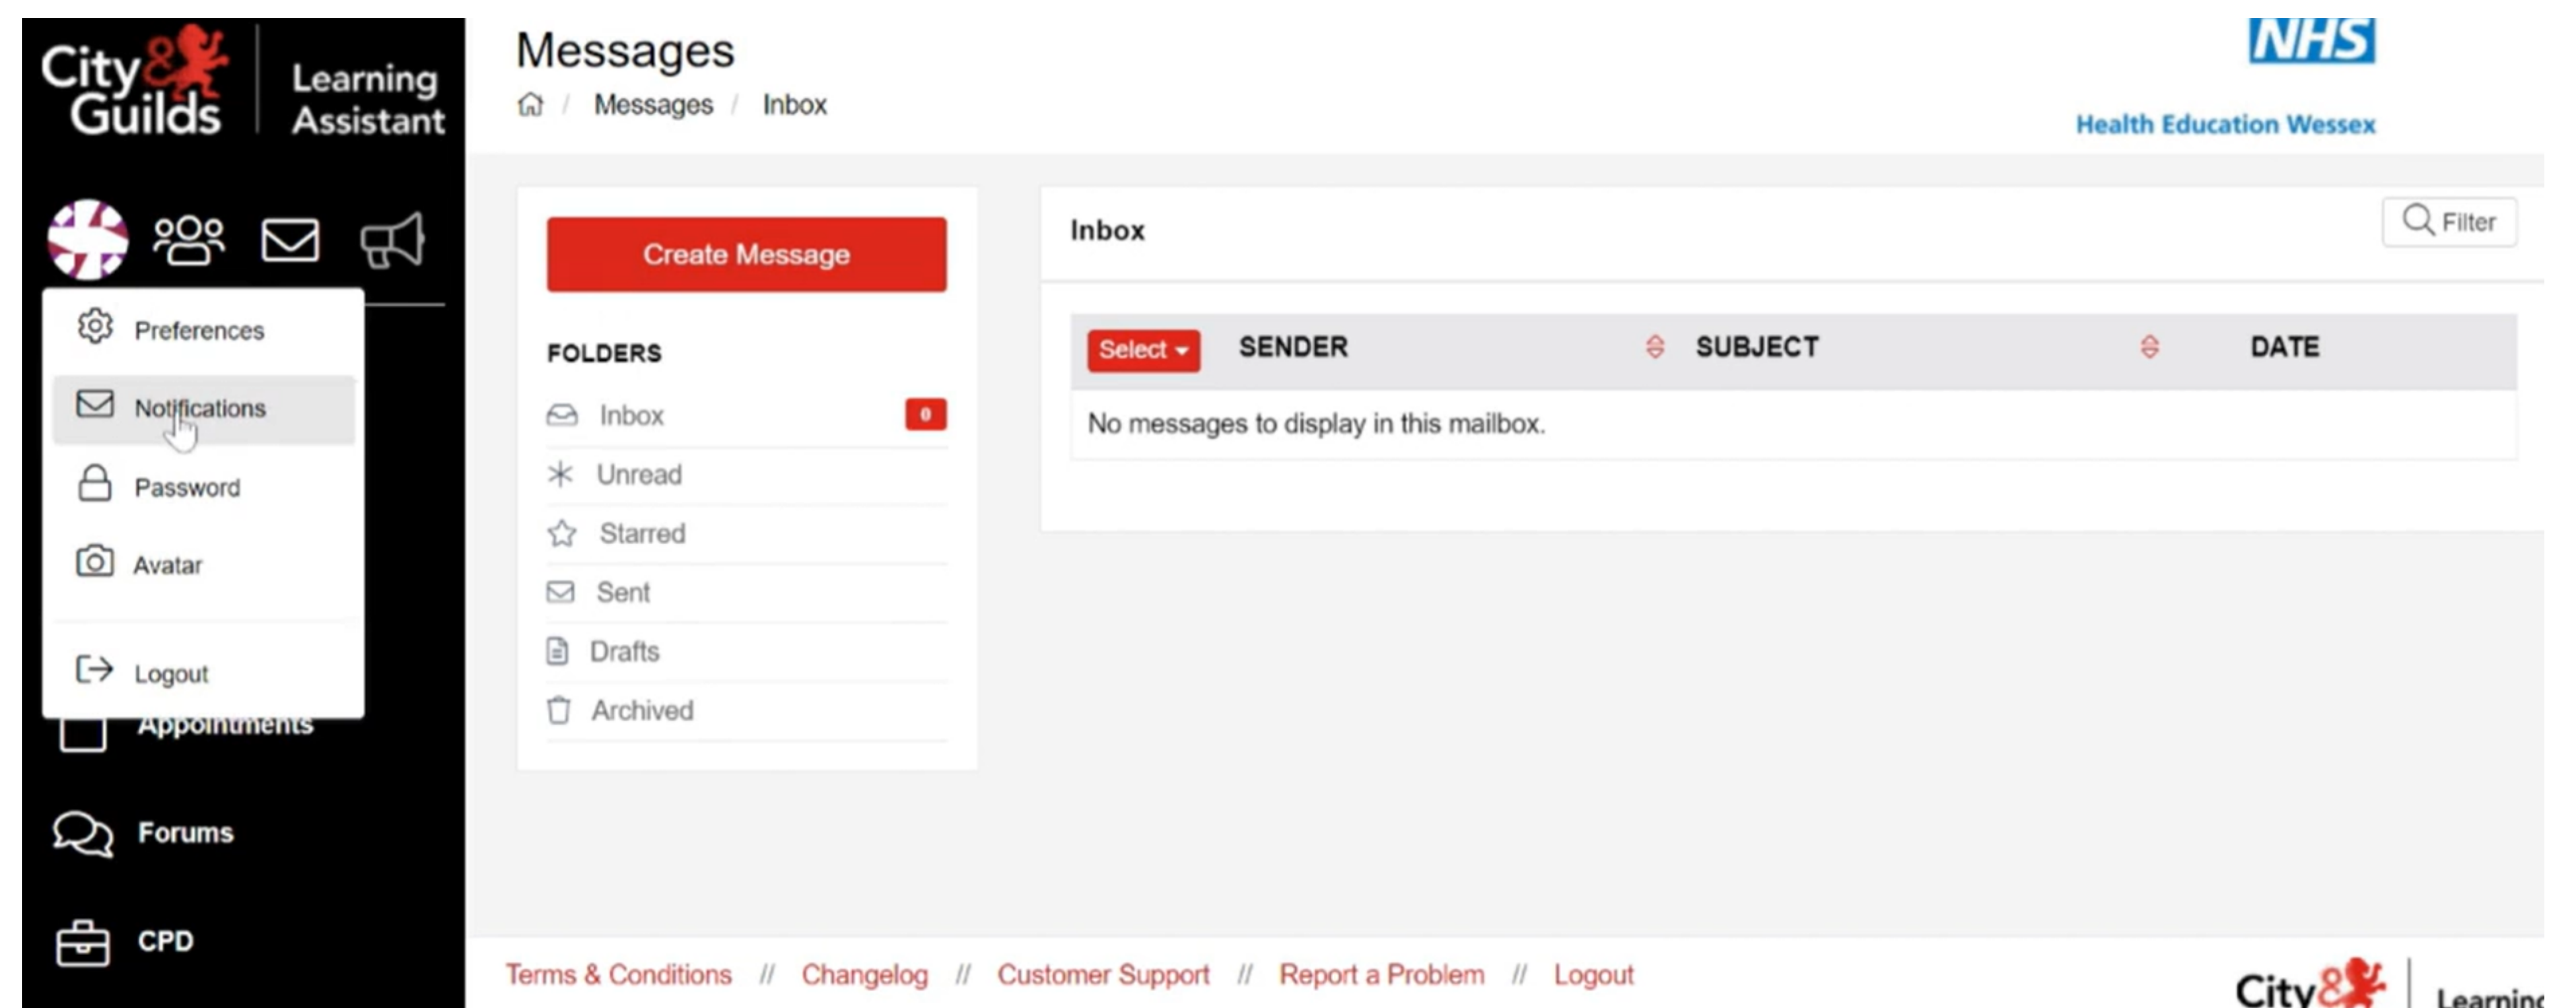 City & Guilds
Learning Assistant
Preferences
Notifications
Password
Avatar
Logout
Appointments
Forums
CPD
Messages
Messages / Inbox
NHS
Health Education Wessex
Create Message
FOLDERS
Inbox 0
Unread
Starred
Sent
Drafts
Archived
Inbox
Filter
Select SENDER SUBJECT DATE
No messages to display in this mailbox.
Terms & Conditions // Changelog // Customer Support // Report a Problem // Logout
City &
Learning